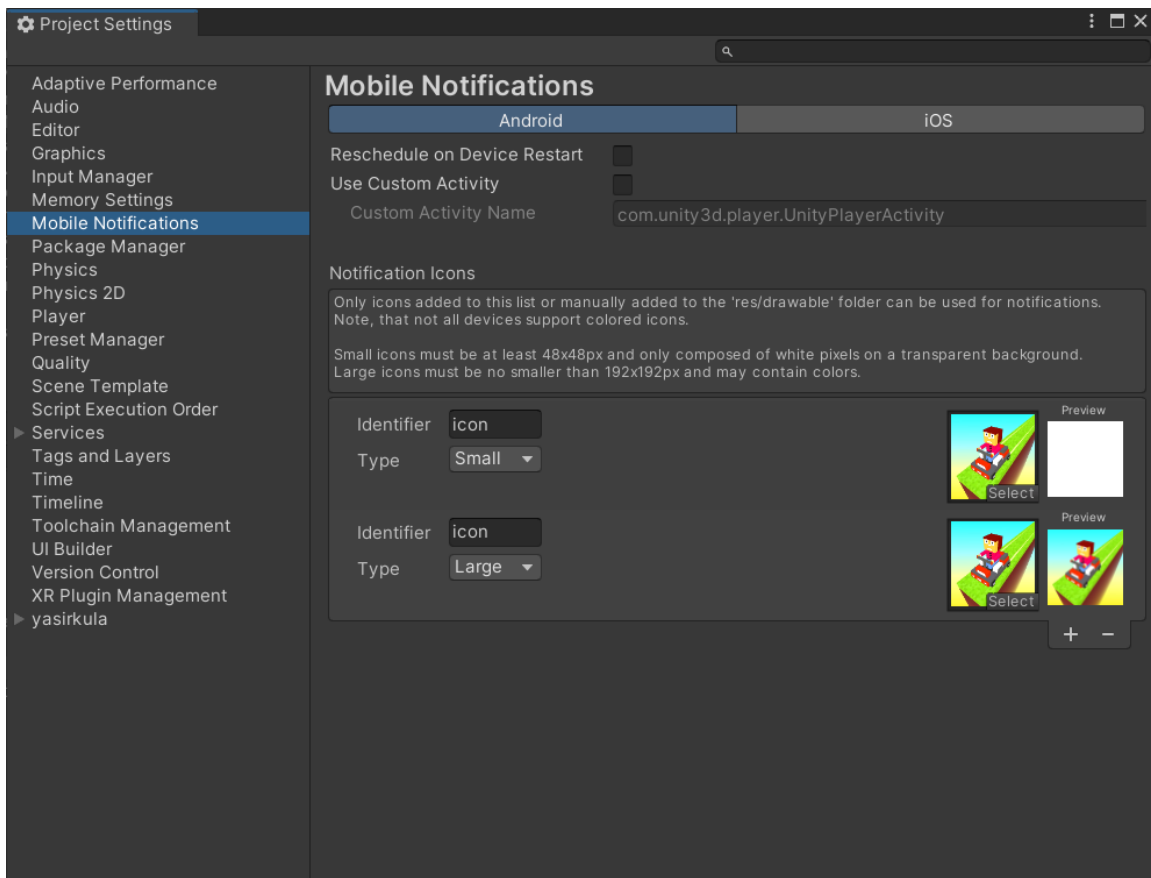 Project Settings
Adaptive Performance
Audio
Editor
Graphics
Input Manager
Memory Settings
Mobile Notifications
Package Manager
Physics
Physics 2D
Player
Preset Manager
Quality
Scene Template
Script Execution Order
Services
Tags and Layers
Time
Timeline
Toolchain Management
UI Builder
Version Control
XR Plugin Management
yasirkula
Mobile Notifications
Android iOS
Reschedule on Device Restart
Use Custom Activity
Custom Activity Name com.unity3d.player.UnityPlayerActivity
Notification Icons
Only icons added to this list or manually added to the 'res/drawable' folder can be used for notifications.
Note, that not all devices support colored icons.
Small icons must be at least 48x48px and only composed of white pixels on a transparent background.
Large icons must be no smaller than 192x192px and may contain colors.
Identifier icon
Type Small
Select
Preview
Identifier icon
Type Large
Select
Preview